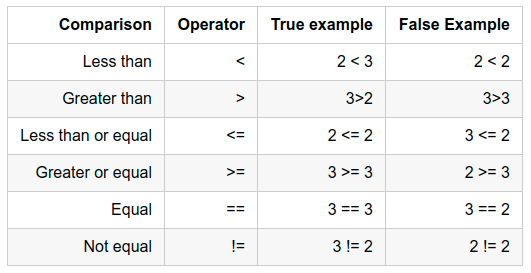 Comparison Operator True example False Example
Less than < 2 < 3 2 < 2
Greater than > 3>2 3>3
Less than or equal <= 2 <= 2 3 <= 2
Greater or equal >= 3 >= 3 2 >= 3
Equal == 3 == 3 3 == 2
Not equal != 3 != 2 2 != 2